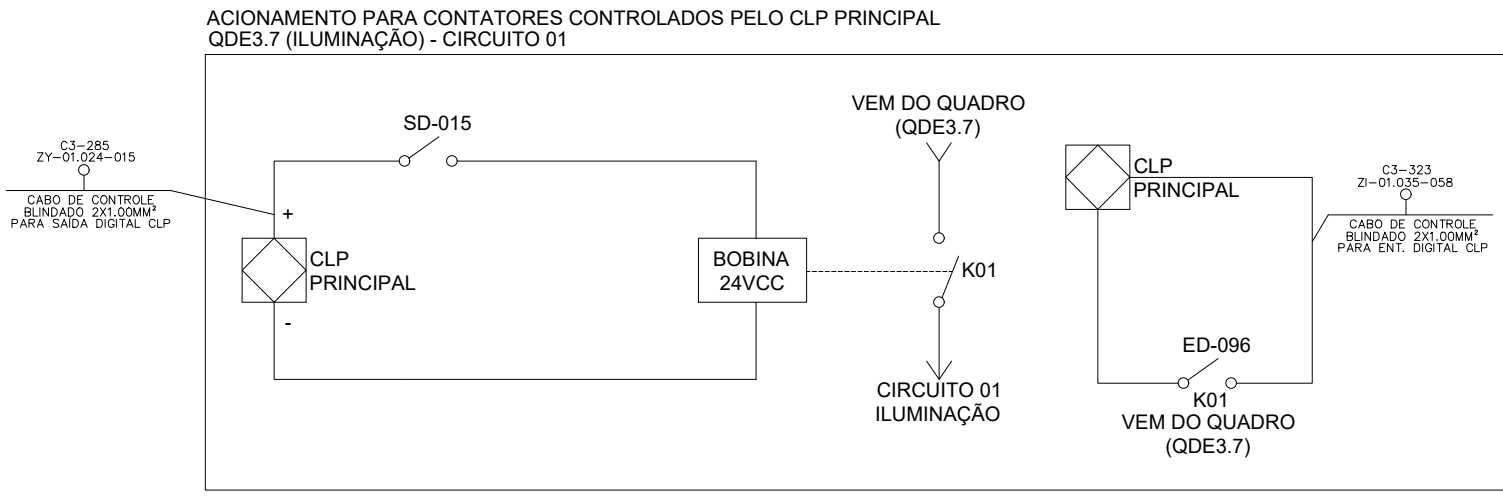 ACIONAMENTO PARA CONTATORES CONTROLADOS PELO CLP PRINCIPAL
QDE3.7 (ILUMINAÇÃO) - CIRCUITO 01
C3-285
ZY-01.024-015
CABO DE CONTROLE
BLINDADO 2X1.00MM²
PARA SAÍDA DIGITAL CLP
SD-015
+
CLP
PRINCIPAL
-
BOBINA
24VCC
VEM DO QUADRO
(QDE3.7)
K01
CIRCUITO 01
ILUMINAÇÃO
CLP
PRINCIPAL
ED-096
K01
VEM DO QUADRO
(QDE3.7)
C3-323
ZI-01.035-058
CABO DE CONTROLE
BLINDADO 2X1.00MM²
PARA ENT. DIGITAL CLP